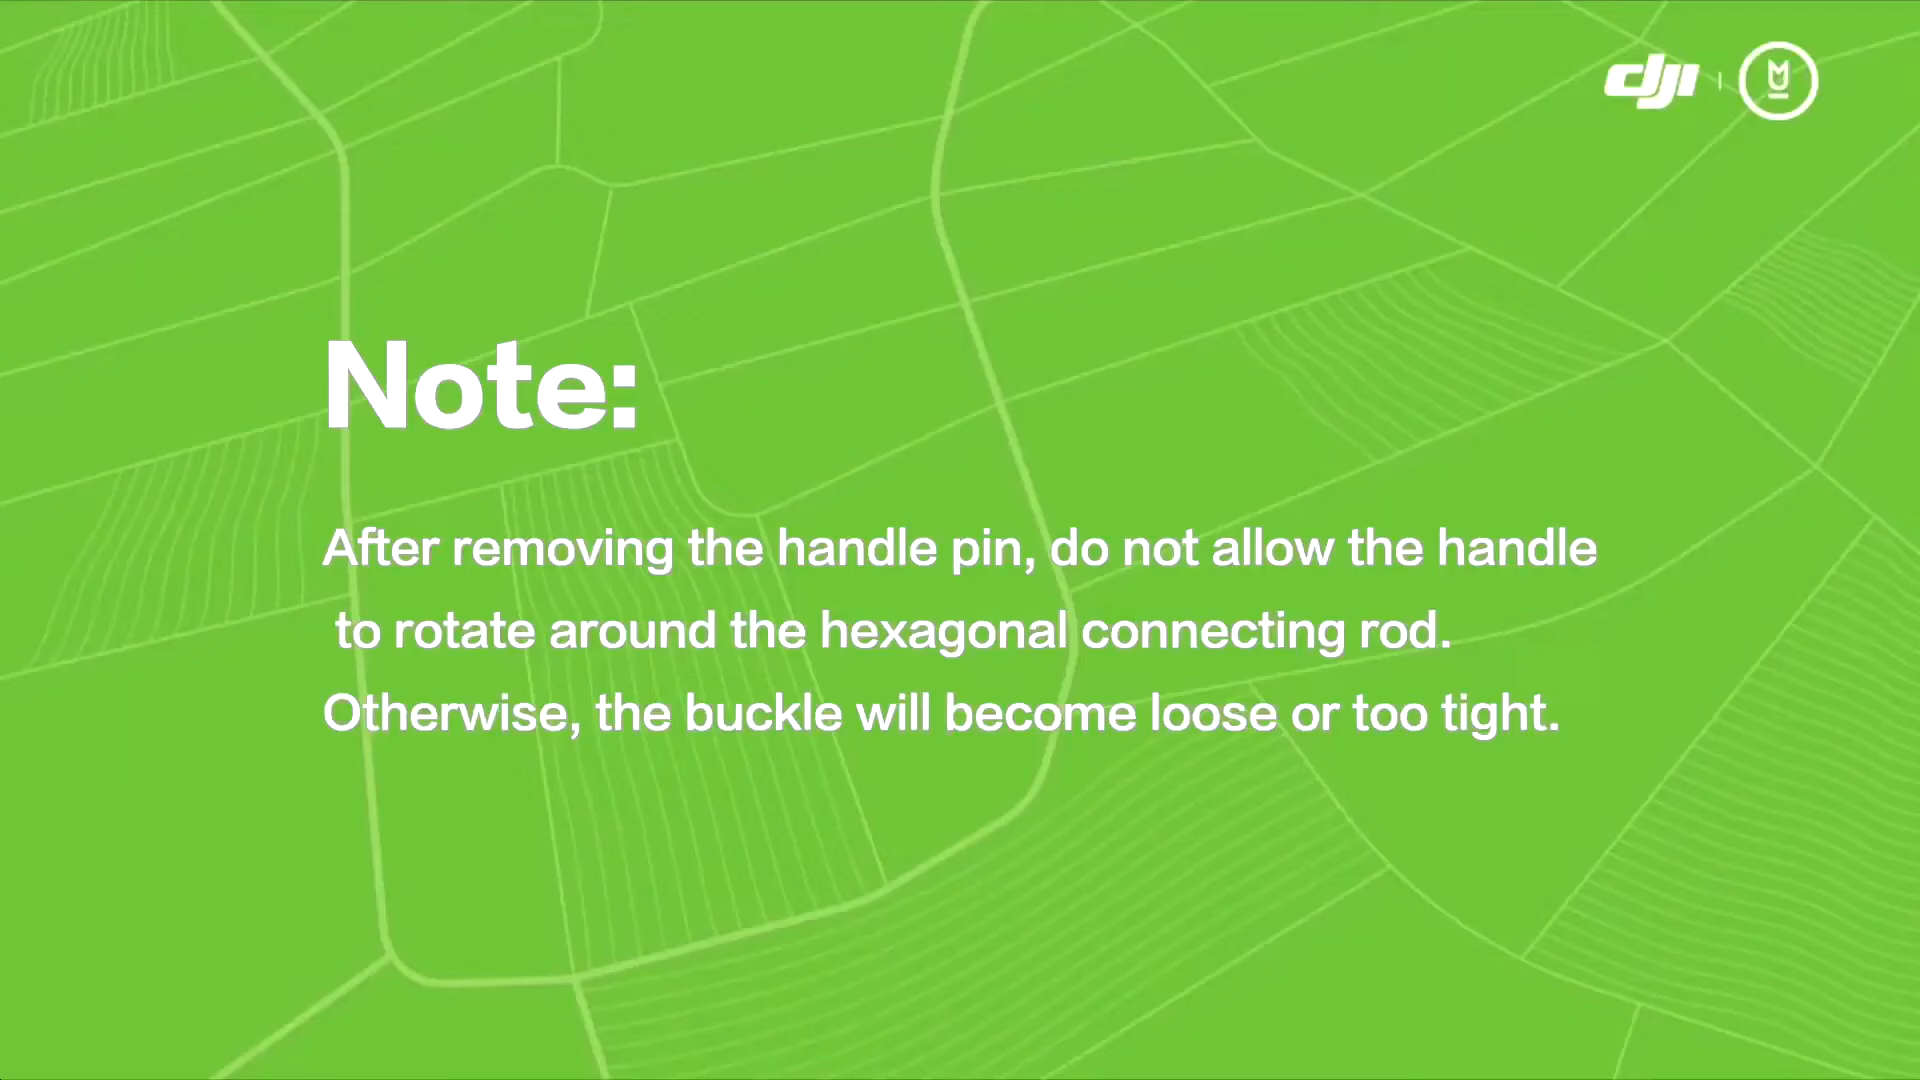 dji
Note:
After removing the handle pin, do not allow the handle
to rotate around the hexagonal connecting rod.
Otherwise, the buckle will become loose or too tight.